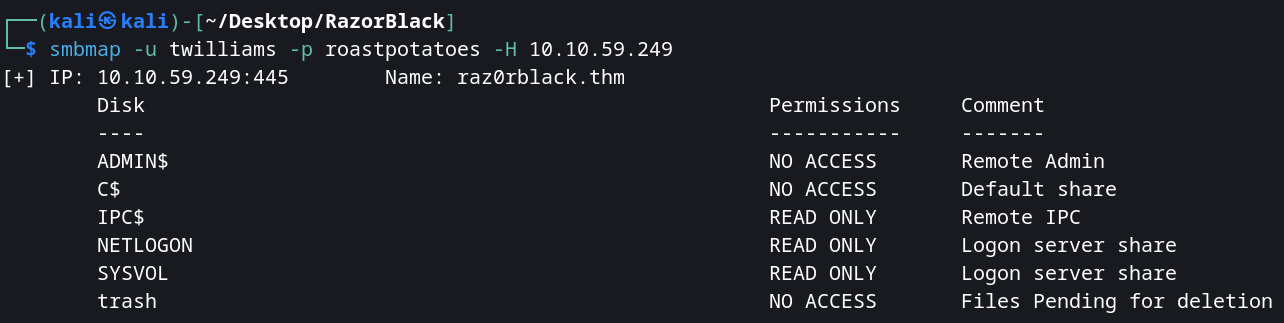 ┌──(kali㉿kali)-[~/Desktop/RazorBlack]
└─$ smbmap -u twilliams -p roastpotatoes -H 10.10.59.249
[+] IP: 10.10.59.249:445        Name: raz0rblack.thm
Disk                                                    Permissions     Comment
----                                                    -----------     -------
ADMIN$                                                  NO ACCESS       Remote Admin
C$                                                      NO ACCESS       Default share
IPC$                                                    READ ONLY       Remote IPC
NETLOGON                                                READ ONLY       Logon server share
SYSVOL                                                  READ ONLY       Logon server share
trash                                                   NO ACCESS       Files Pending for deletion